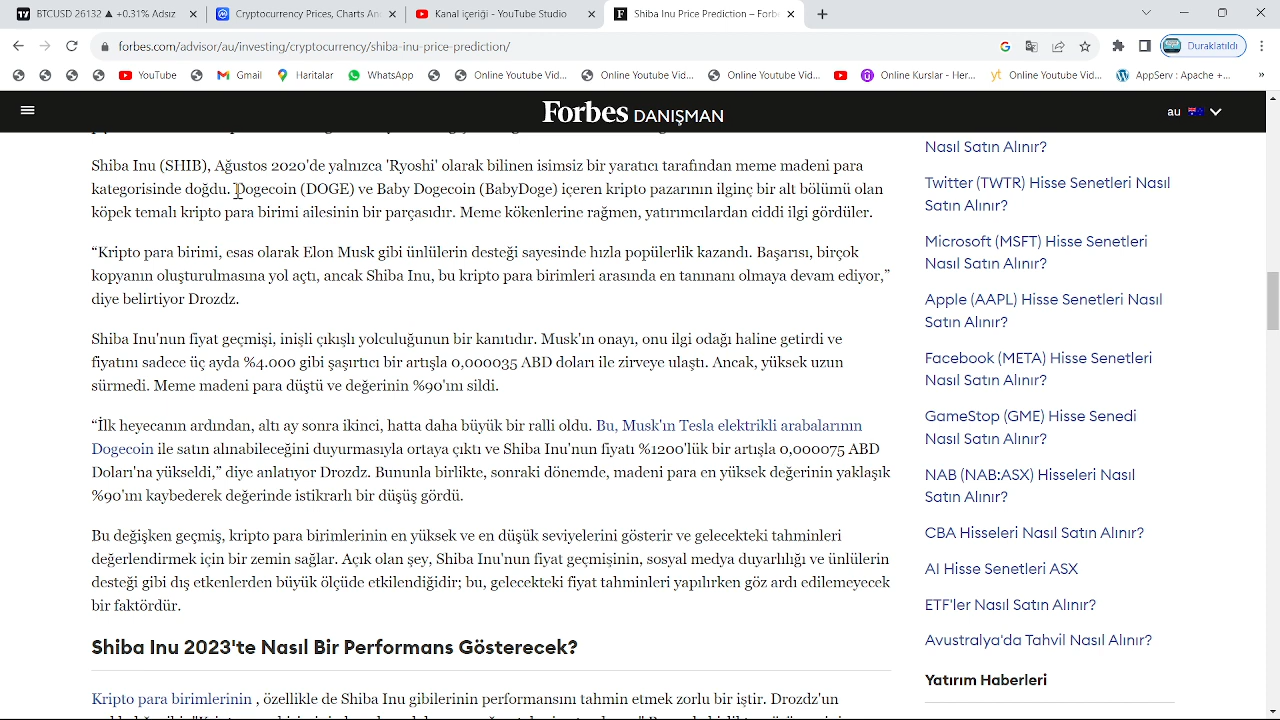 BTCUSD 26132 ▲ +0.31% Adsız
Cryptocurrency Prices, Charts An
Kanal içeriği - YouTube Studio
Shiba Inu Price Prediction – Forb
forbes.com/advisor/au/investing/cryptocurrency/shiba-inu-price-prediction/
Duraklatıldı
YouTube
Gmail
Haritalar
WhatsApp
Online Youtube Vid...
Online Youtube Vid...
Online Youtube Vid...
Online Kurslar - Her...
yt Online Youtube Vid...
AppServ : Apache +...
»
Forbes DANIŞMAN
au
Shiba Inu (SHIB), Ağustos 2020'de yalnızca 'Ryoshi' olarak bilinen isimsiz bir yaratıcı tarafından meme madeni para
kategorisinde doğdu. Dogecoin (DOGE) ve Baby Dogecoin (BabyDoge) içeren kripto pazarının ilginç bir alt bölümü olan
köpek temalı kripto para birimi ailesinin bir parçasıdır. Meme kökenlerine rağmen, yatırımcılardan ciddi ilgi gördüler.
“Kripto para birimi, esas olarak Elon Musk gibi ünlülerin desteği sayesinde hızla popülerlik kazandı. Başarısı, birçok
kopyanın oluşturulmasına yol açtı, ancak Shiba Inu, bu kripto para birimleri arasında en tanınanı olmaya devam ediyor,”
diye belirtiyor Drozdz.
Shiba Inu'nun fiyat geçmişi, inişli çıkışlı yolculuğunun bir kanıtıdır. Musk'ın onayı, onu ilgi odağı haline getirdi ve
fiyatını sadece üç ayda %4.000 gibi şaşırtıcı bir artışla 0,000035 ABD doları ile zirveye ulaştı. Ancak, yüksek uzun
sürmedi. Meme madeni para düştü ve değerinin %90'ını sildi.
“İlk heyecanın ardından, altı ay sonra ikinci, hatta daha büyük bir ralli oldu. Bu, Musk'ın Tesla elektrikli arabalarının
Dogecoin ile satın alınabileceğini duyurmasıyla ortaya çıktı ve Shiba Inu'nun fiyatı %1200'lük bir artışla 0,000075 ABD
Doları'na yükseldi,” diye anlatıyor Drozdz. Bununla birlikte, sonraki dönemde, madeni para en yüksek değerinin yaklaşık
%90'ını kaybederek değerinde istikrarlı bir düşüş gördü.
Bu değişken geçmiş, kripto para birimlerinin en yüksek ve en düşük seviyelerini gösterir ve gelecekteki tahminleri
değerlendirmek için bir zemin sağlar. Açık olan şey, Shiba Inu'nun fiyat geçmişinin, sosyal medya duyarlılığı ve ünlülerin
desteği gibi dış etkenlerden büyük ölçüde etkilendiğidir; bu, gelecekteki fiyat tahminleri yapılırken göz ardı edilemeyecek
bir faktördür.
Shiba Inu 2023'te Nasıl Bir Performans Gösterecek?
Kripto para birimlerinin , özellikle de Shiba Inu gibilerinin performansını tahmin etmek zorlu bir iştir. Drozdz'un
Nasıl Satın Alınır?
Twitter (TWTR) Hisse Senetleri Nasıl
Satın Alınır?
Microsoft (MSFT) Hisse Senetleri
Nasıl Satın Alınır?
Apple (AAPL) Hisse Senetleri Nasıl
Satın Alınır?
Facebook (META) Hisse Senetleri
Nasıl Satın Alınır?
GameStop (GME) Hisse Senedi
Nasıl Satın Alınır?
NAB (NAB:ASX) Hisseleri Nasıl
Satın Alınır?
CBA Hisseleri Nasıl Satın Alınır?
AI Hisse Senetleri ASX
ETF'ler Nasıl Satın Alınır?
Avustralya'da Tahvil Nasıl Alınır?
Yatırım Haberleri